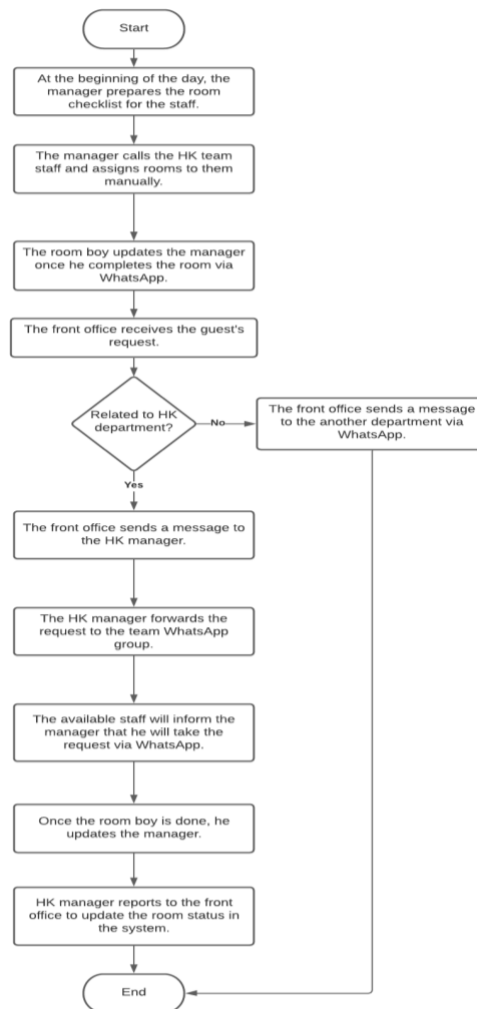 Start
At the beginning of the day, the
manager prepares the room
checklist for the staff.
The manager calls the HK team
staff and assigns rooms to them
manually.
The room boy updates the manager
once he completes the room via
WhatsApp.
The front office receives the guest's
request.
Related to HK
department?
No
The front office sends a message
to the another department via
WhatsApp.
Yes
The front office sends a message to
the HK manager.
The HK manager forwards the
request to the team WhatsApp
group.
The available staff will inform the
manager that he will take the
request via WhatsApp.
Once the room boy is done, he
updates the manager.
HK manager reports to the front
office to update the room status in
the system.
End